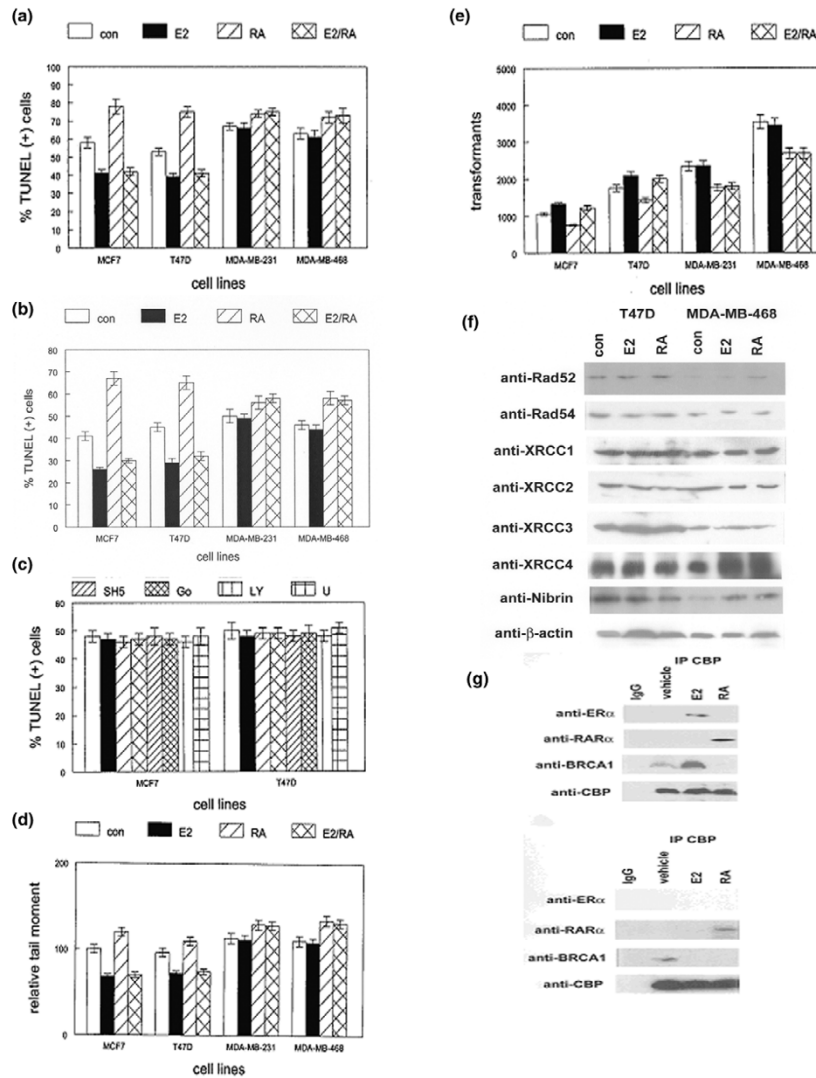 (a)
con E2 RA E2/RA
% TUNEL (+) cells
100
90
80
70
60
50
40
30
20
10
0
MCF7 T47D MDA-MB-231 MDA-MB-468
cell lines
(b)
con E2 RA E2/RA
% TUNEL (+) cells
80
70
60
50
40
30
20
10
0
MCF7 T47D MDA-MB-231 MDA-MB-468
cell lines
(c)
SH5 Go LY U
% TUNEL (+) cells
60
50
40
30
20
10
0
MCF7 T47D
cell lines
(d)
con E2 RA E2/RA
relative tail moment
200
100
0
MCF7 T47D MDA-MB-231 MDA-MB-468
cell lines
(e)
con E2 RA E2/RA
transformants
5000
4000
3000
2000
1000
0
MCF7 T47D MDA-MB-231 MDA-MB-468
cell lines
(f)
T47D MDA-MB-468
con E2 RA con E2 RA
anti-Rad52
anti-Rad54
anti-XRCC1
anti-XRCC2
anti-XRCC3
anti-XRCC4
anti-Nibrin
anti-β-actin
(g)
IP CBP
IgG vehicle E2 RA
anti-ERα
anti-RARα
anti-BRCA1
anti-CBP
IP CBP
IgG vehicle E2 RA
anti-ERα
anti-RARα
anti-BRCA1
anti-CBP